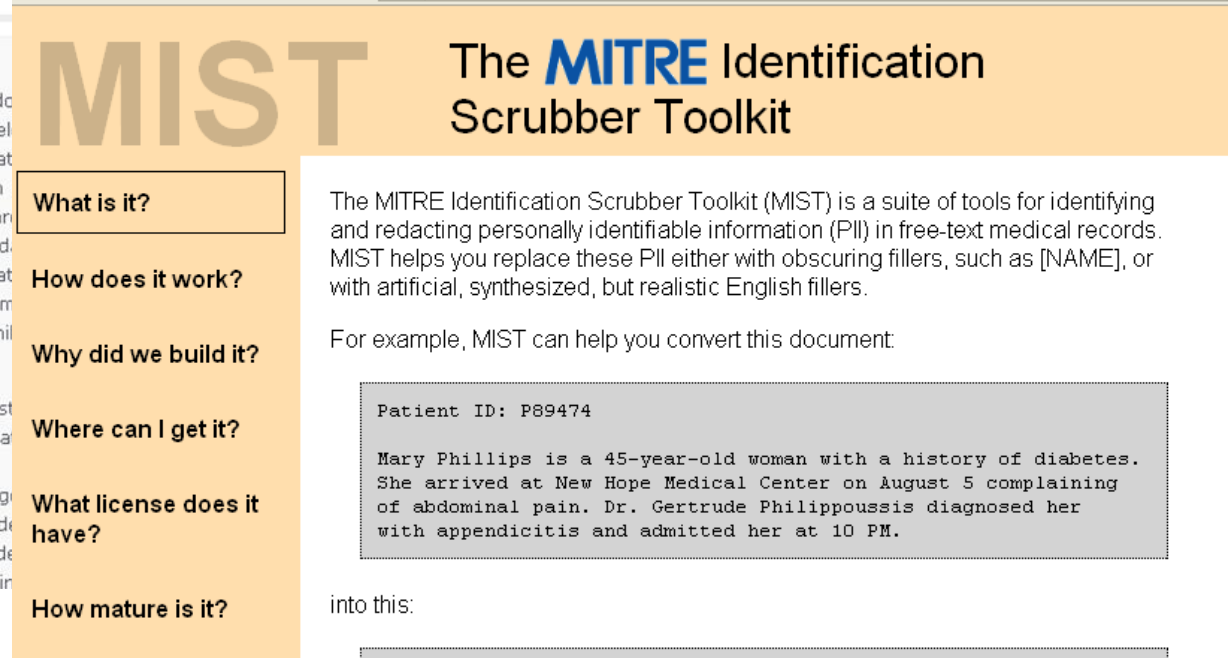 MIST
The MITRE Identification
Scrubber Toolkit
What is it?
How does it work?
Why did we build it?
Where can I get it?
What license does it
have?
How mature is it?
The MITRE Identification Scrubber Toolkit (MIST) is a suite of tools for identifying
and redacting personally identifiable information (PII) in free-text medical records.
MIST helps you replace these PII either with obscuring fillers, such as [NAME], or
with artificial, synthesized, but realistic English fillers.
For example, MIST can help you convert this document:
Patient ID: P89474
Mary Phillips is a 45-year-old woman with a history of diabetes.
She arrived at New Hope Medical Center on August 5 complaining
of abdominal pain. Dr. Gertrude Philippoussis diagnosed her
with appendicitis and admitted her at 10 PM.
into this: